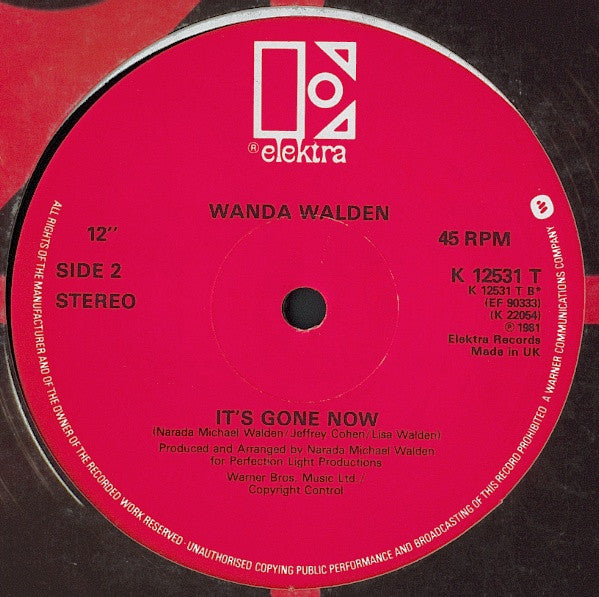 ® elektra
WANDA WALDEN
12"
SIDE 2
STEREO
45 RPM
K 12531 T
K 12531 T B*
(EF 90333)
(K 22054)
℗ 1981
Elektra Records
Made in UK
IT'S GONE NOW
(Narada Michael Walden/Jeffrey Cohen/Lisa Walden)
Produced and Arranged by Narada Michael Walden
for Perfection Light Productions
Warner Bros. Music Ltd./
Copyright Control
ALL RIGHTS OF THE MANUFACTURER AND OF THE OWNER OF THE RECORDED WORK RESERVED · UNAUTHORISED COPYING PUBLIC PERFORMANCE AND BROADCASTING OF THIS RECORD PROHIBITED A WARNER COMMUNICATIONS COMPANY